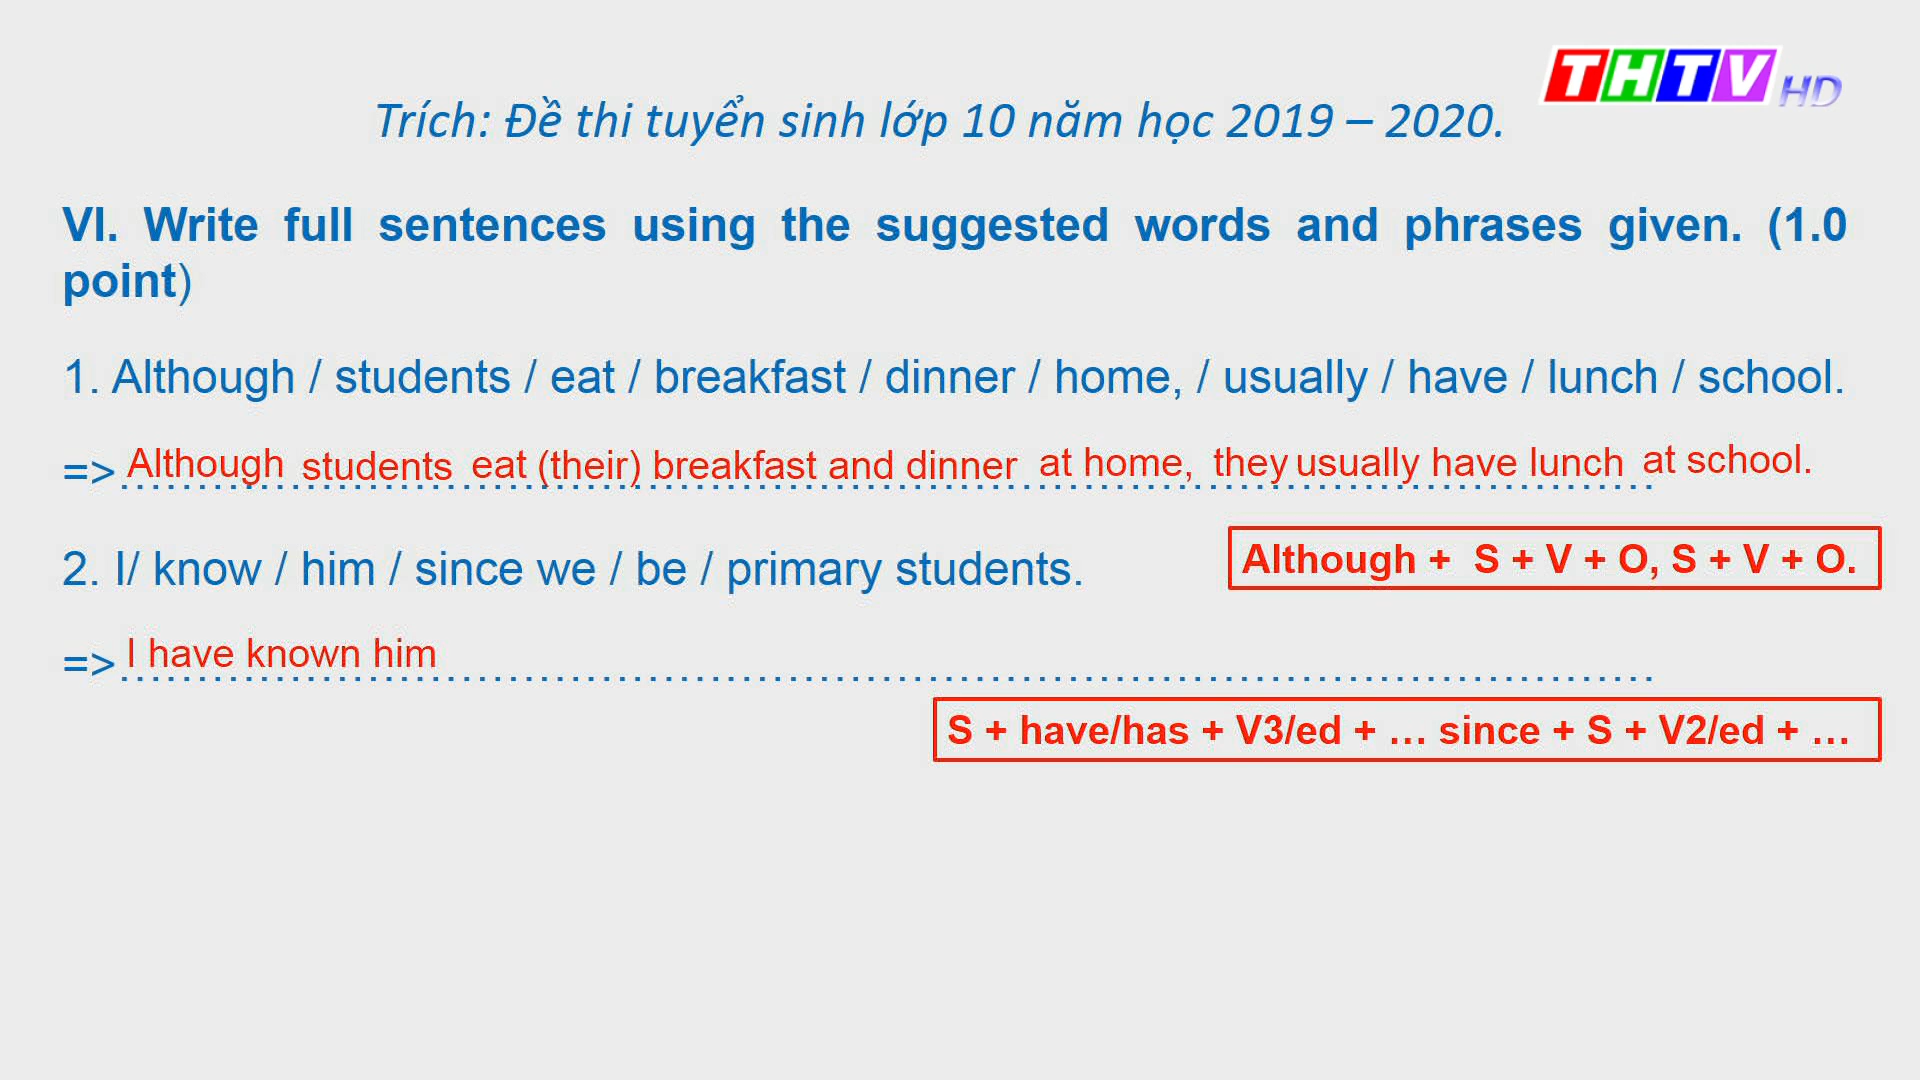 THTV HD
Trích: Đề thi tuyển sinh lớp 10 năm học 2019 – 2020.
VI. Write full sentences using the suggested words and phrases given. (1.0
point)
1. Although / students / eat / breakfast / dinner / home, / usually / have / lunch / school.
=> Although students eat (their) breakfast and dinner at home, they usually have lunch at school.
Although + S + V + O, S + V + O.
2. I/ know / him / since we / be / primary students.
=> I have known him
S + have/has + V3/ed + … since + S + V2/ed + …